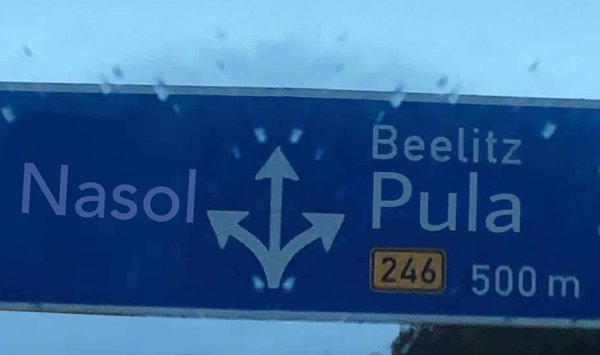 Nasol
Beelitz
Pula
246 500 m